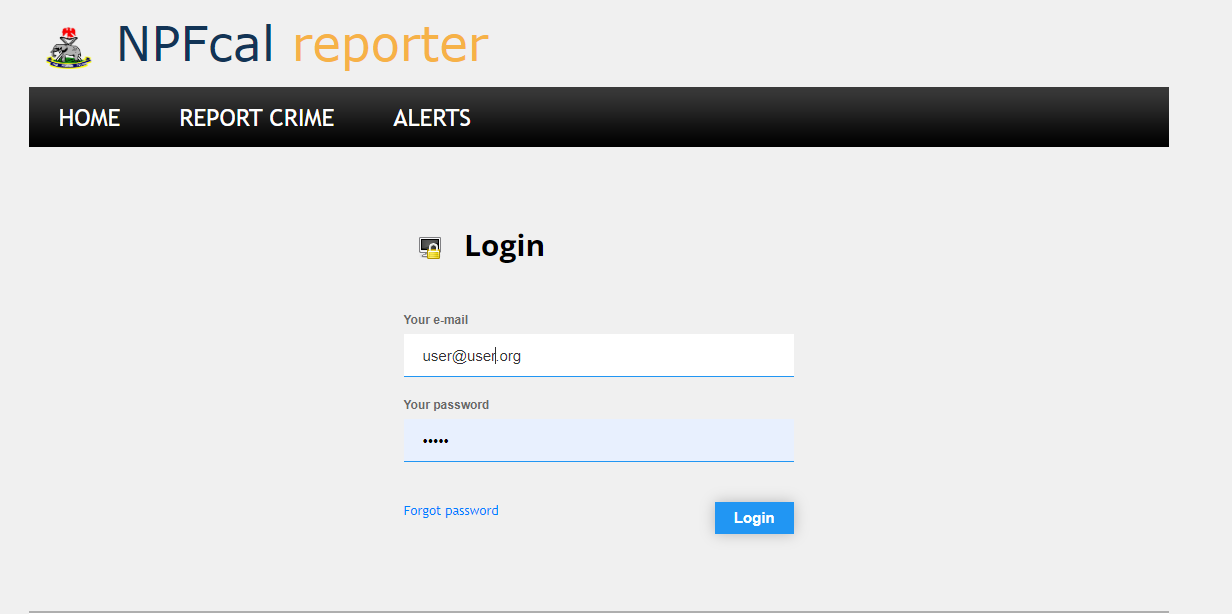 NPFcal reporter
HOME REPORT CRIME ALERTS
Login
Your e-mail
user@user.org
Your password
•••••
Forgot password
Login